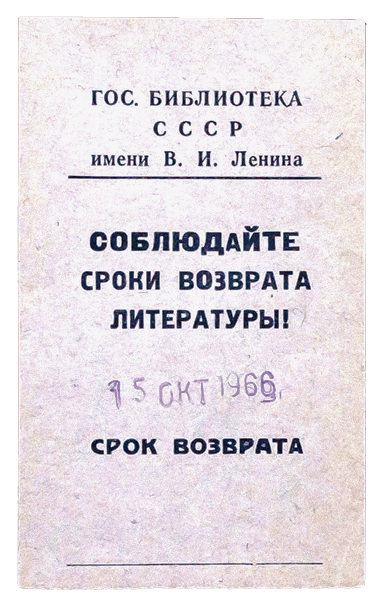 ГОС. БИБЛИОТЕКА
СССР
имени В. И. Ленина
СОБЛЮДАЙТЕ
СРОКИ ВОЗВРАТА
ЛИТЕРАТУРЫ!
15 ОКТ 1966
СРОК ВОЗВРАТА